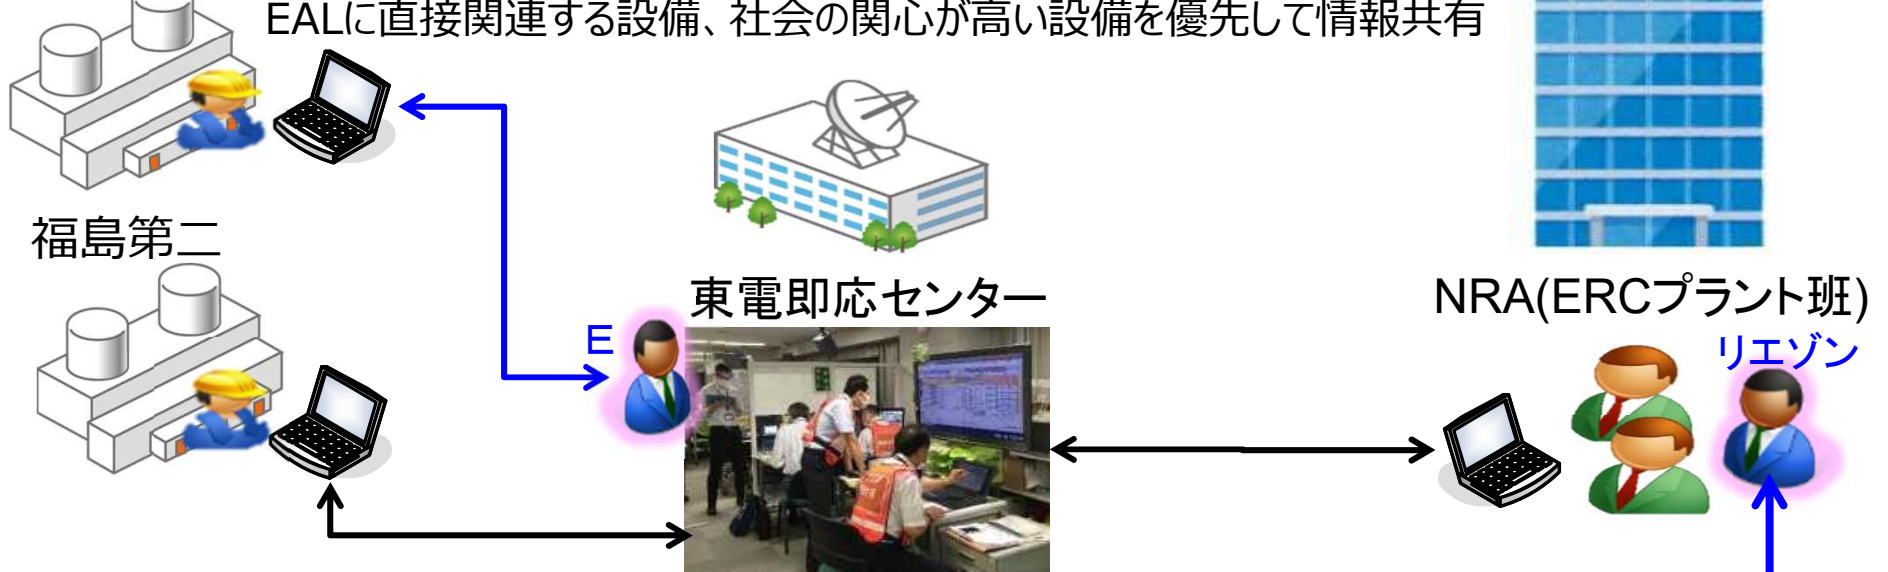 EALに直接関連する設備、社会の関心が高い設備を優先して情報共有
福島第二
東電即応センター
NRA(ERCプラント班)
E
リエゾン